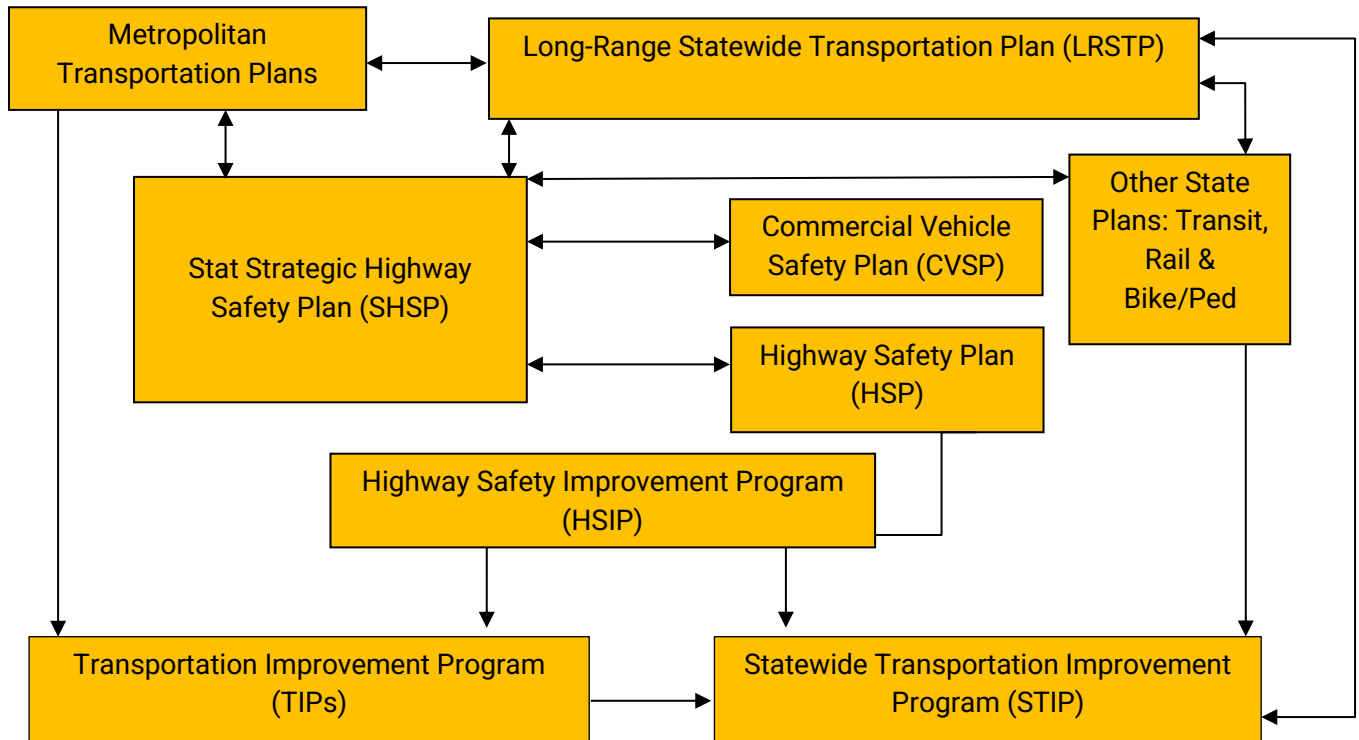 Metropolitan
Transportation Plans
Long-Range Statewide Transportation Plan (LRSTP)
Other State
Plans: Transit,
Rail &
Bike/Ped
Commercial Vehicle
Safety Plan (CVSP)
Stat Strategic Highway
Safety Plan (SHSP)
Highway Safety Plan
(HSP)
Highway Safety Improvement Program
(HSIP)
Transportation Improvement Program
(TIPs)
Statewide Transportation Improvement
Program (STIP)